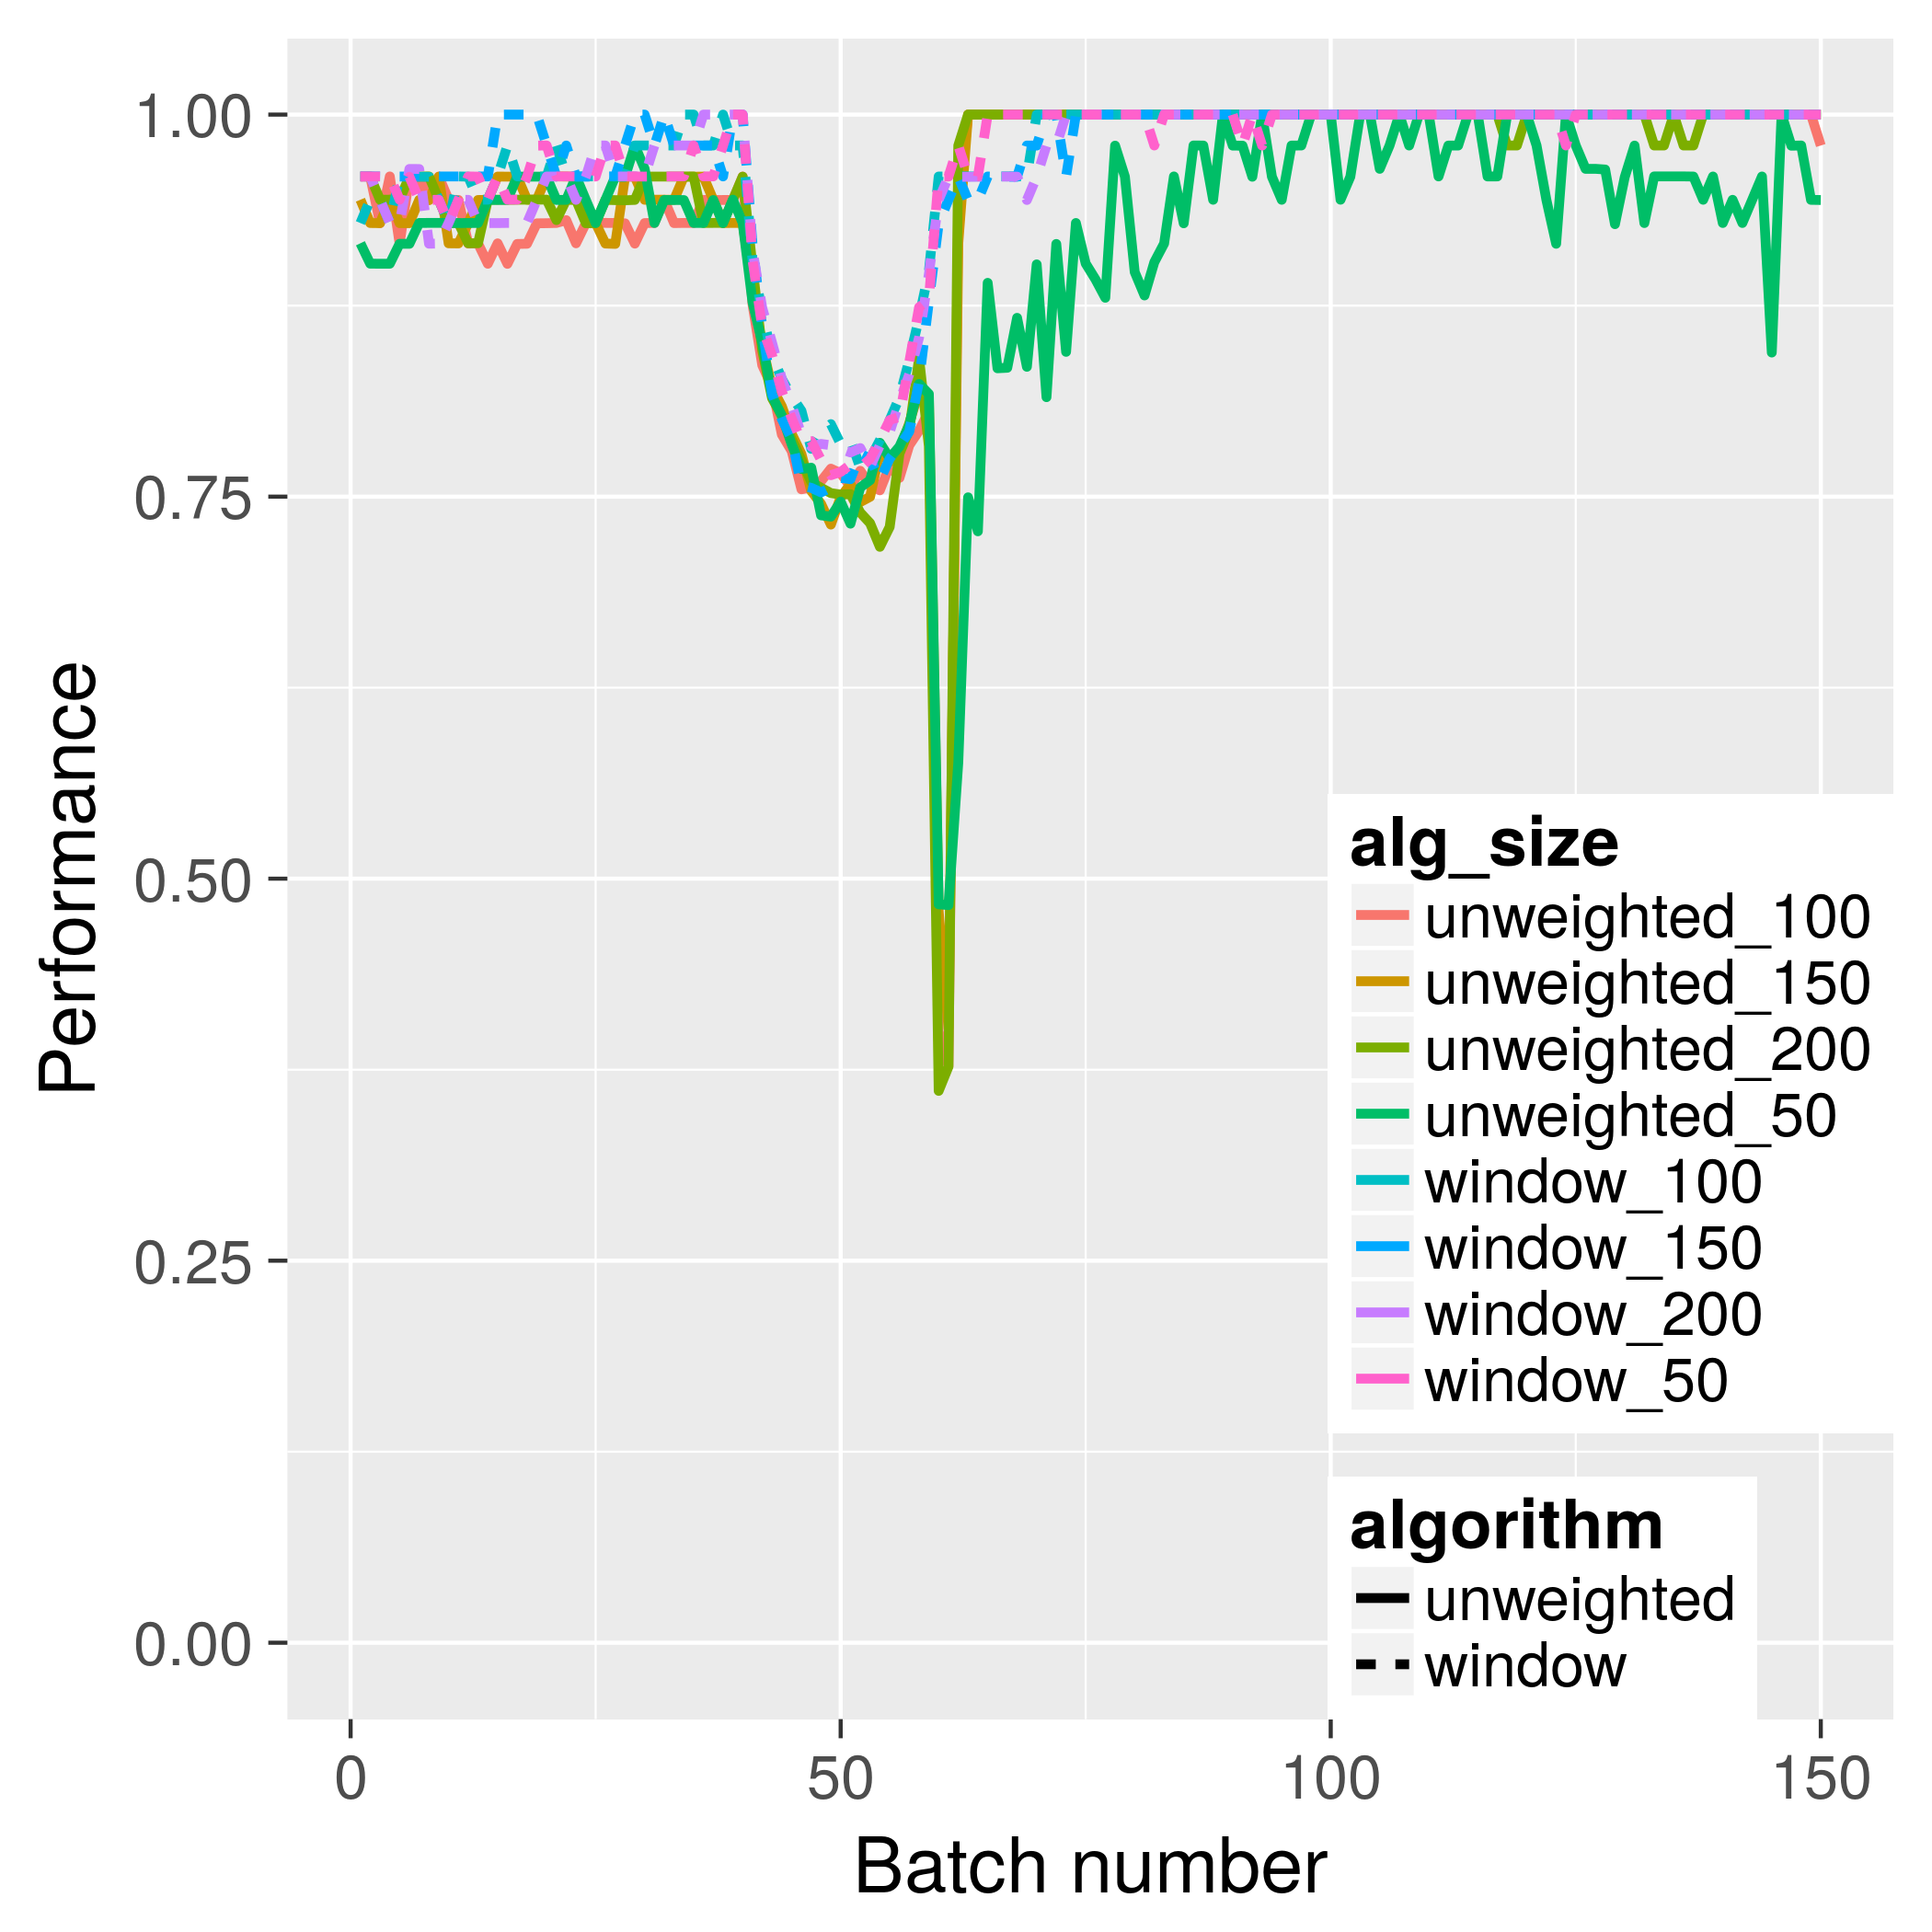 1.00
0.75
0.50
0.25
0.00
Performance
0
50
100
150
Batch number
alg_size
unweighted_100
unweighted_150
unweighted_200
unweighted_50
window_100
window_150
window_200
window_50
algorithm
unweighted
window